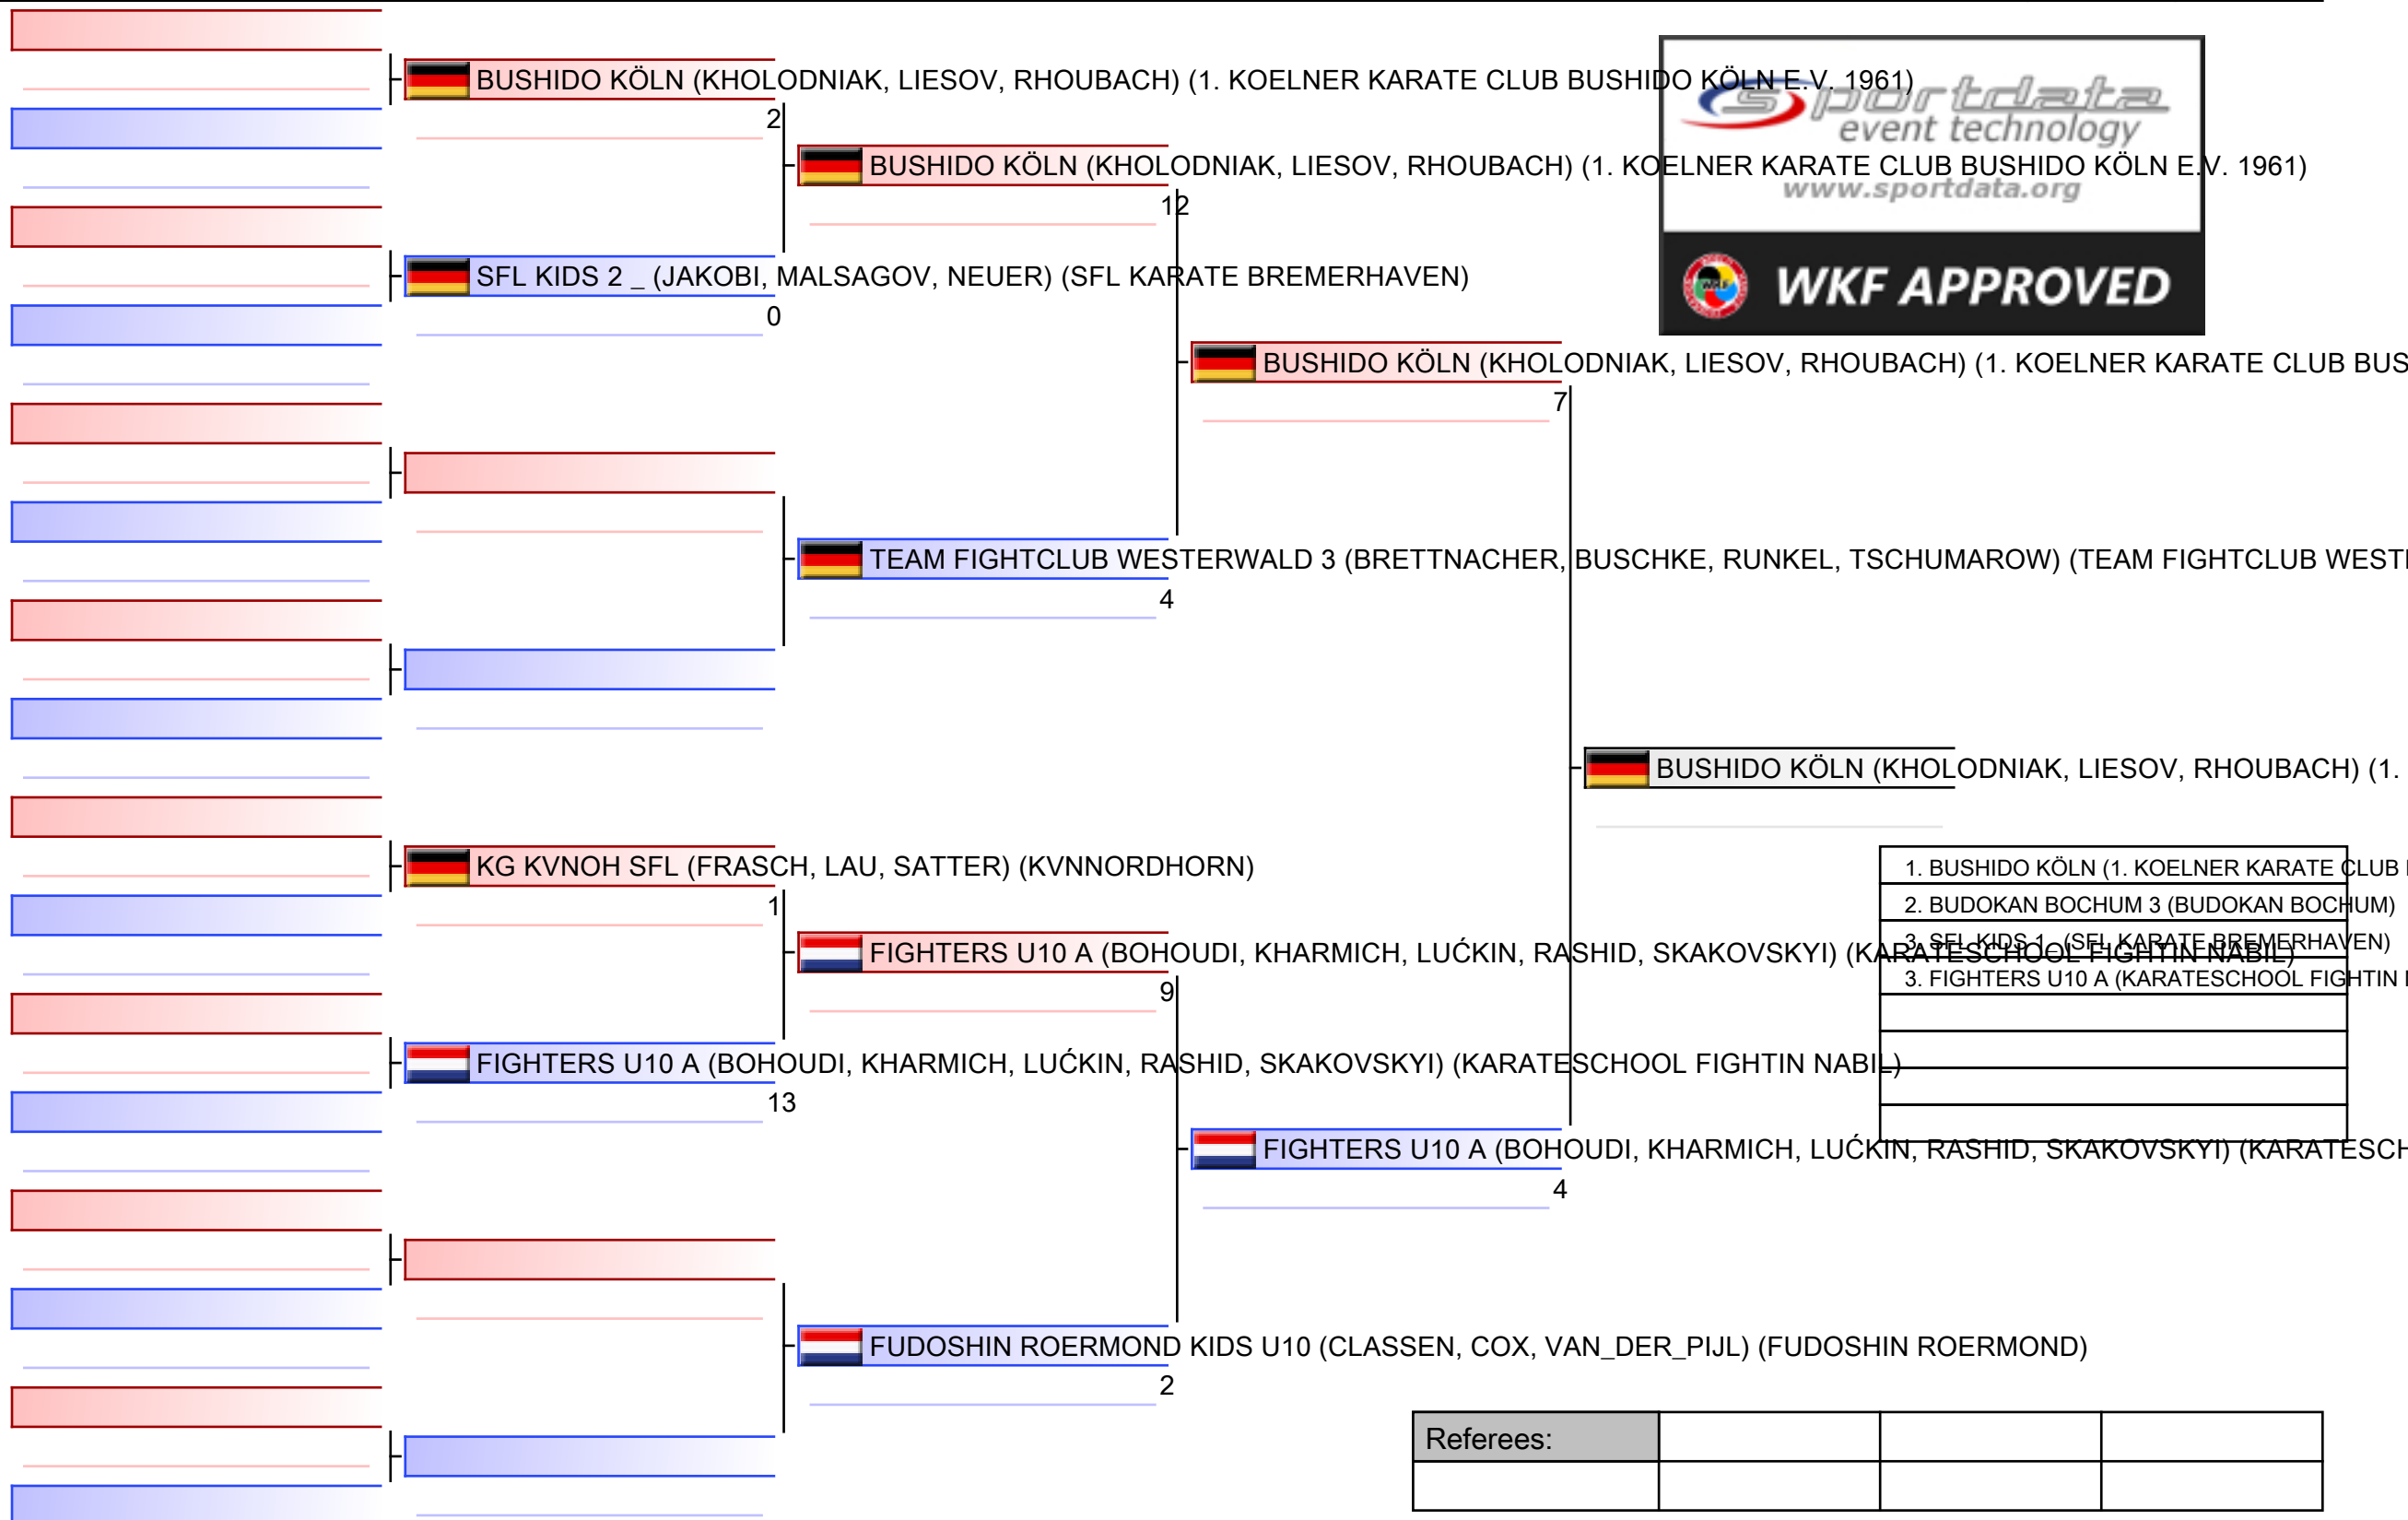 BUSHIDO KÖLN (KHOLODNIAK, LIESOV, RHOUBACH) (1. KOELNER KARATE CLUB BUSHIDO KÖLN E.V. 1961)
2
sportdata
event technology
www.sportdata.org
WKF APPROVED
BUSHIDO KÖLN (KHOLODNIAK, LIESOV, RHOUBACH) (1. KOELNER KARATE CLUB BUSHIDO KÖLN E.V. 1961)
12
SFL KIDS 2 _ (JAKOBI, MALSAGOV, NEUER) (SFL KARATE BREMERHAVEN)
0
BUSHIDO KÖLN (KHOLODNIAK, LIESOV, RHOUBACH) (1. KOELNER KARATE CLUB BUS
7
TEAM FIGHTCLUB WESTERWALD 3 (BRETTNACHER, BUSCHKE, RUNKEL, TSCHUMAROW) (TEAM FIGHTCLUB WEST
4
BUSHIDO KÖLN (KHOLODNIAK, LIESOV, RHOUBACH) (1.
KG KVNOH SFL (FRASCH, LAU, SATTER) (KVNNORDHORN)
1
1. BUSHIDO KÖLN (1. KOELNER KARATE CLUB
2. BUDOKAN BOCHUM 3 (BUDOKAN BOCHUM)
3. SFL KIDS 1_ (SFL KARATE BREMERHAVEN)
3. FIGHTERS U10 A (KARATESCHOOL FIGHTIN
FIGHTERS U10 A (BOHOUDI, KHARMICH, LUĆKIN, RASHID, SKAKOVSKYI) (KARATESCHOOL FIGHTIN NABIL)
9
FIGHTERS U10 A (BOHOUDI, KHARMICH, LUĆKIN, RASHID, SKAKOVSKYI) (KARATESCHOOL FIGHTIN NABIL)
13
FIGHTERS U10 A (BOHOUDI, KHARMICH, LUĆKIN, RASHID, SKAKOVSKYI) (KARATESCH
4
FUDOSHIN ROERMOND KIDS U10 (CLASSEN, COX, VAN_DER_PIJL) (FUDOSHIN ROERMOND)
2
Referees: